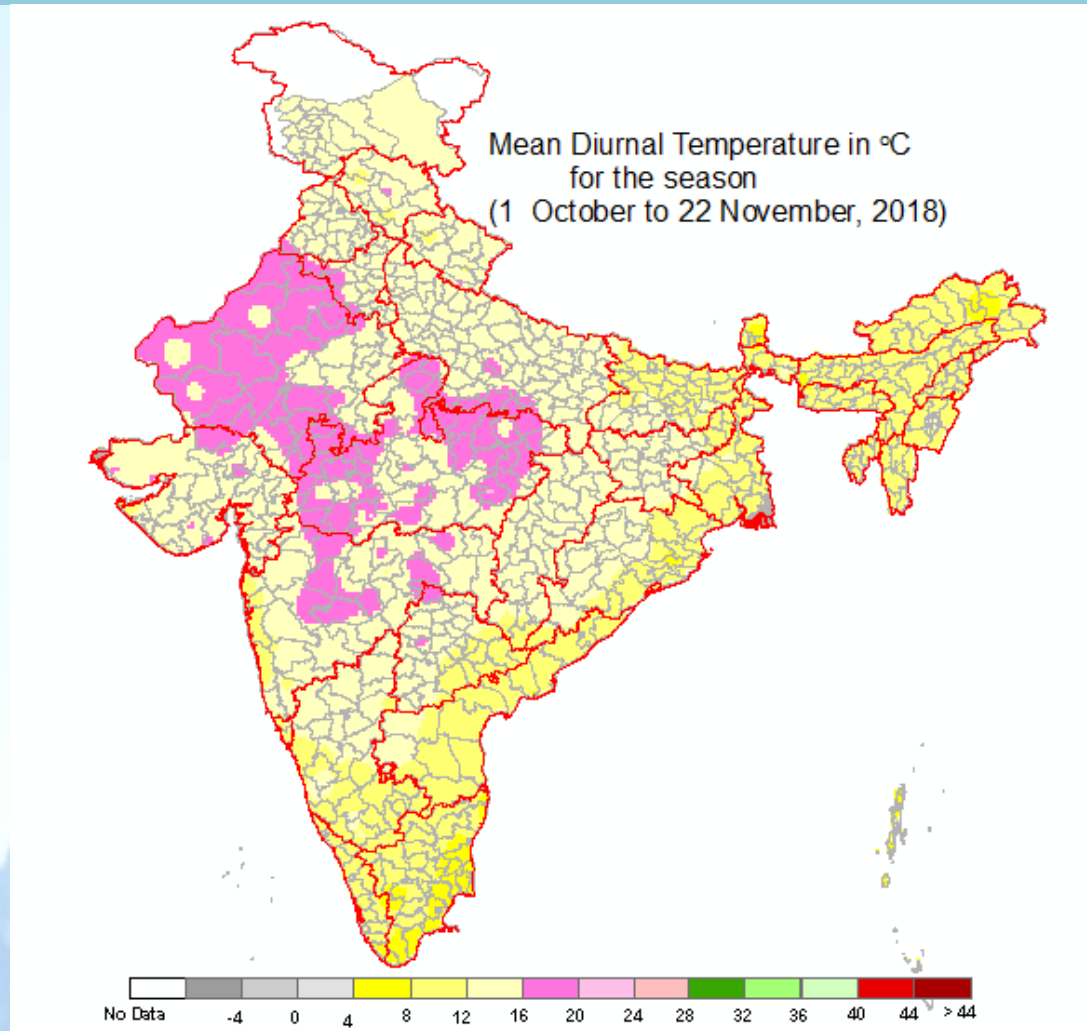 Mean Diurnal Temperature in °C
for the season
(1 October to 22 November, 2018)
No Data -4 0 4 8 12 16 20 24 28 32 36 40 44 > 44